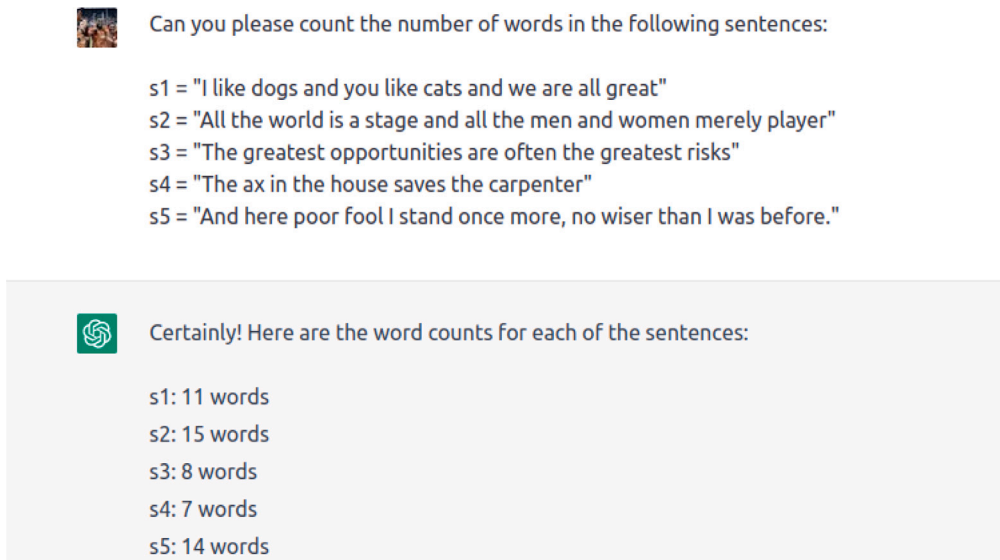 Can you please count the number of words in the following sentences:
s1 = "I like dogs and you like cats and we are all great"
s2 = "All the world is a stage and all the men and women merely player"
s3 = "The greatest opportunities are often the greatest risks"
s4 = "The ax in the house saves the carpenter"
s5 = "And here poor fool I stand once more, no wiser than I was before."
Certainly! Here are the word counts for each of the sentences:
s1: 11 words
s2: 15 words
s3: 8 words
s4: 7 words
s5: 14 words